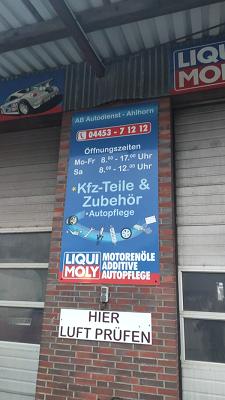 AB Autodienst - Ahlhorn
04453 - 7 12 12
Öffnungszeiten
Mo-Fr 8.00 - 17.00 Uhr
Sa 8.00 - 12.00 Uhr
*Kfz-Teile &
Zubehör
•Autopflege
LIQUI MOLY
MOTORENÖLE
ADDITIVE
AUTOPFLEGE
HIER
LUFT PRÜFEN
LIQUI
MOLY